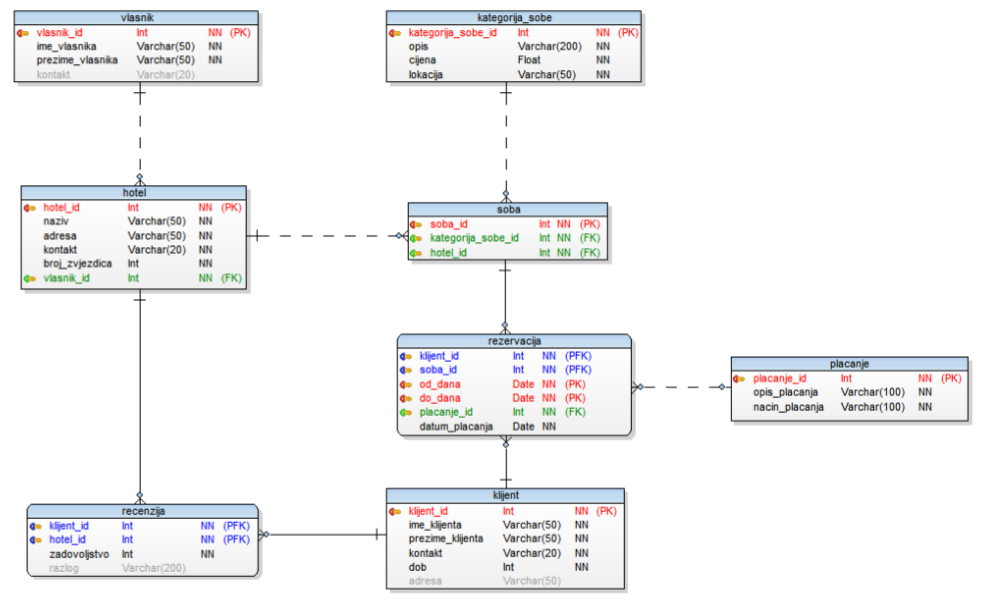 vlasnik
vlasnik_id Int NN (PK)
ime_vlasnika Varchar(50) NN
prezime_vlasnika Varchar(50) NN
kontakt Varchar(20)
kategorija_sobe
kategorija_sobe_id Int NN (PK)
opis Varchar(200) NN
cijena Float NN
lokacija Varchar(50) NN
hotel
hotel_id Int NN (PK)
naziv Varchar(50) NN
adresa Varchar(50) NN
kontakt Varchar(20) NN
broj_zvjezdica Int NN
vlasnik_id Int NN (FK)
soba
soba_id Int NN (PK)
kategorija_sobe_id Int NN (FK)
hotel_id Int NN (FK)
rezervacija
klijent_id Int NN (PFK)
soba_id Int NN (PFK)
od_dana Date NN (PK)
do_dana Date NN (PK)
placanje_id Int NN (FK)
datum_placanja Date NN
placanje
placanje_id Int NN (PK)
opis_placanja Varchar(100) NN
nacin_placanja Varchar(100) NN
recenzija
klijent_id Int NN (PFK)
hotel_id Int NN (PFK)
zadovoljstvo Int NN
razlog Varchar(200)
klijent
klijent_id Int NN (PK)
ime_klijenta Varchar(50) NN
prezime_klijenta Varchar(50) NN
kontakt Varchar(20) NN
dob Int NN
adresa Varchar(50)